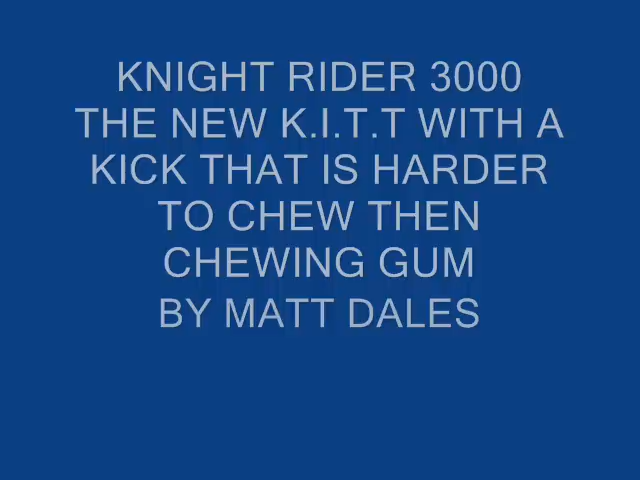 KNIGHT RIDER 3000
THE NEW K.I.T.T WITH A
KICK THAT IS HARDER
TO CHEW THEN
CHEWING GUM
BY MATT DALES